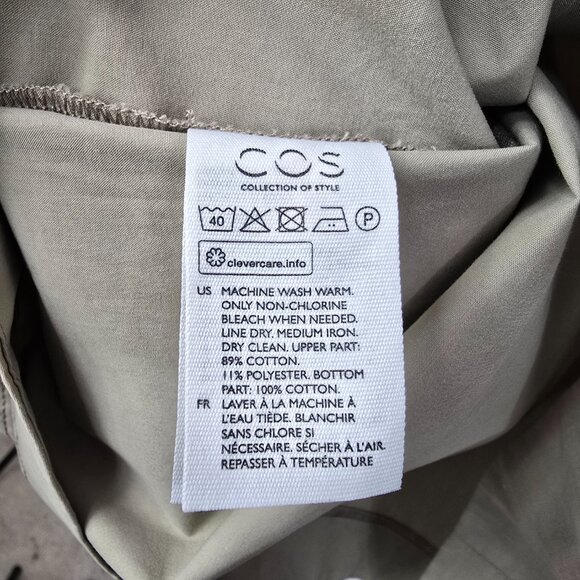 COS
COLLECTION OF STYLE
40 P
clevercare.info
US MACHINE WASH WARM.
ONLY NON-CHLORINE
BLEACH WHEN NEEDED.
LINE DRY. MEDIUM IRON.
DRY CLEAN. UPPER PART:
89% COTTON.
11% POLYESTER. BOTTOM
PART: 100% COTTON.
FR LAVER À LA MACHINE À
L'EAU TIÈDE. BLANCHIR
SANS CHLORE SI
NÉCESSAIRE. SÉCHER À L'AIR.
REPASSER À TEMPÉRATURE